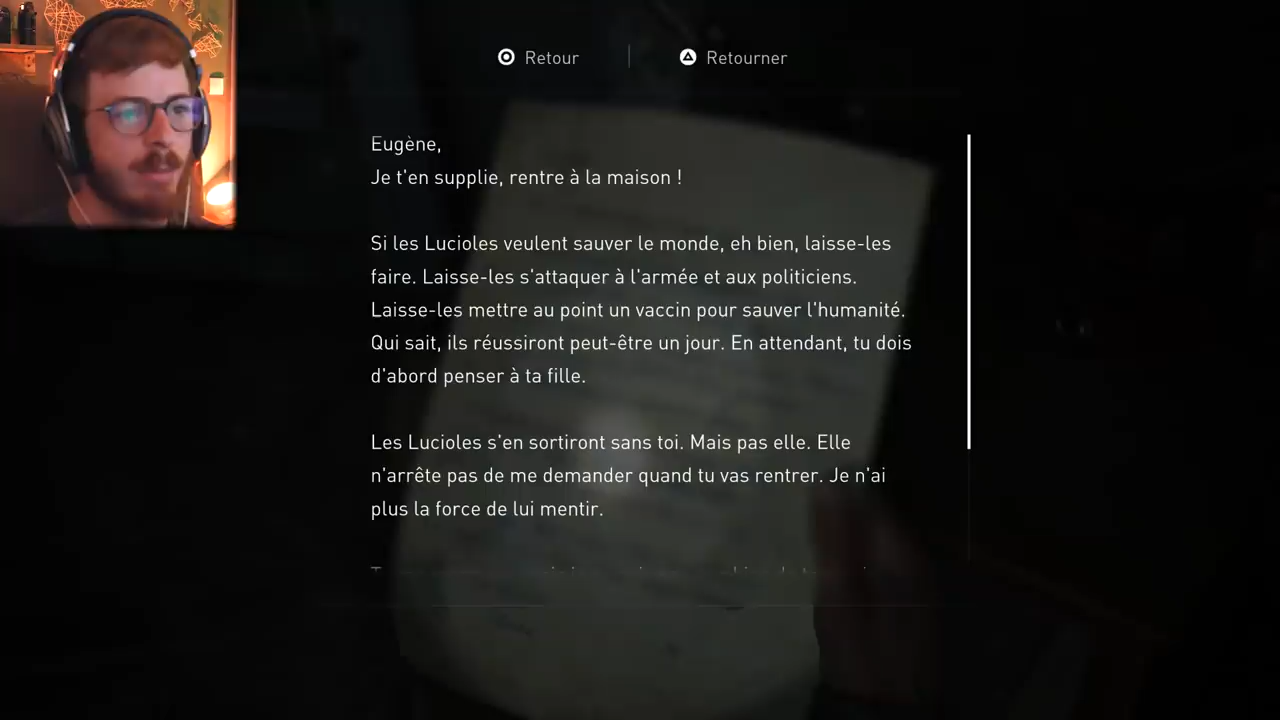 Retour
Retourner
Eugène,
Je t'en supplie, rentre à la maison !
Si les Lucioles veulent sauver le monde, eh bien, laisse-les
faire. Laisse-les s'attaquer à l'armée et aux politiciens.
Laisse-les mettre au point un vaccin pour sauver l'humanité.
Qui sait, ils réussiront peut-être un jour. En attendant, tu dois
d'abord penser à ta fille.
Les Lucioles s'en sortiront sans toi. Mais pas elle. Elle
n'arrête pas de me demander quand tu vas rentrer. Je n'ai
plus la force de lui mentir.